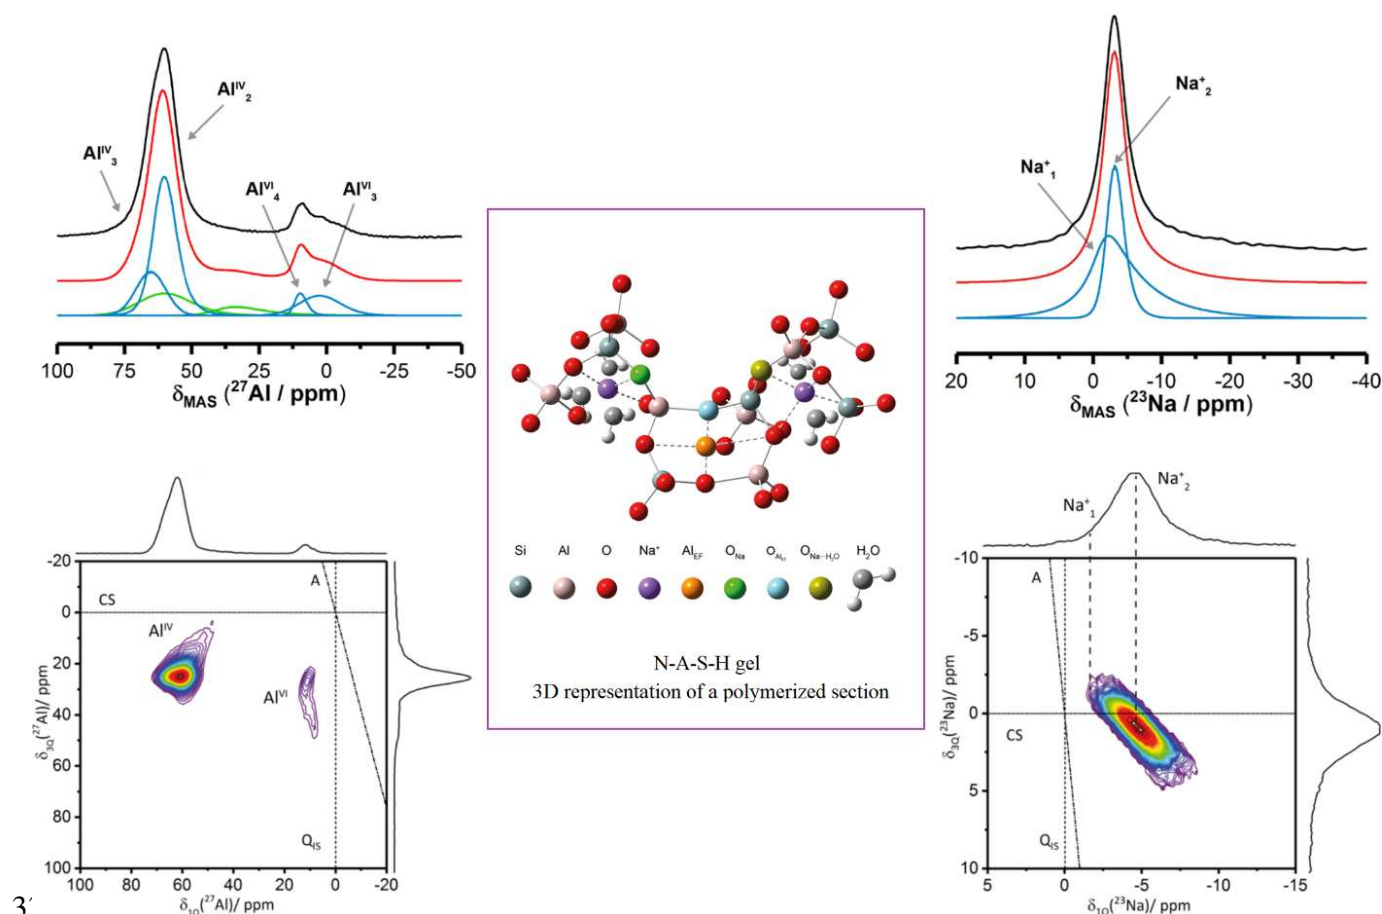 Al^IV_2
Al^IV_3
Al^VI_4
Al^VI_3
100 75 50 25 0 -25 -50
δ_MAS (²⁷Al / ppm)
Na⁺_2
Na⁺_1
20 10 0 -10 -20 -30 -40
δ_MAS (²³Na / ppm)
Si Al O Na⁺ Al_EF O_Na O_Al_EF O_Na···H₂O H₂O
N-A-S-H gel
3D representation of a polymerized section
-20
0
20
40
60
80
100
δ_3Q(²⁷Al)/ ppm
A
CS
Al^IV
Al^VI
Q_IS
100 80 60 40 20 0 -20
δ_1Q(²⁷Al)/ ppm
Na⁺_1
Na⁺_2
-10
-5
0
5
10
δ_3Q(²³Na)/ ppm
A
CS
Q_IS
5 0 -5 -10 -15
δ_1Q(²³Na)/ ppm